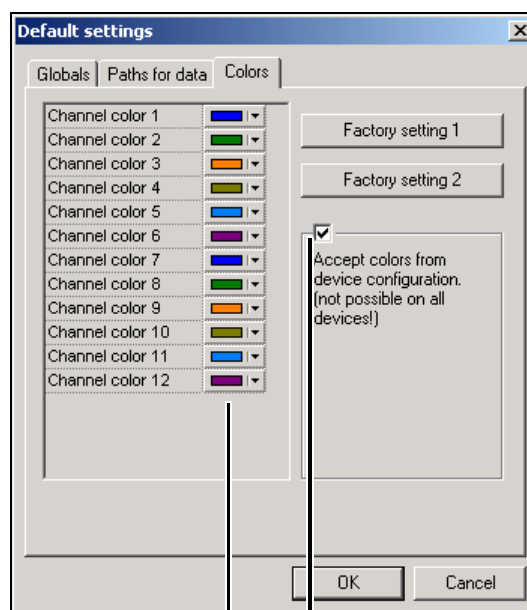 Default settings
Globals
Paths for data
Colors
Channel color 1
Channel color 2
Channel color 3
Channel color 4
Channel color 5
Channel color 6
Channel color 7
Channel color 8
Channel color 9
Channel color 10
Channel color 11
Channel color 12
Factory setting 1
Factory setting 2
Accept colors from
device configuration.
(not possible on all
devices!)
OK
Cancel